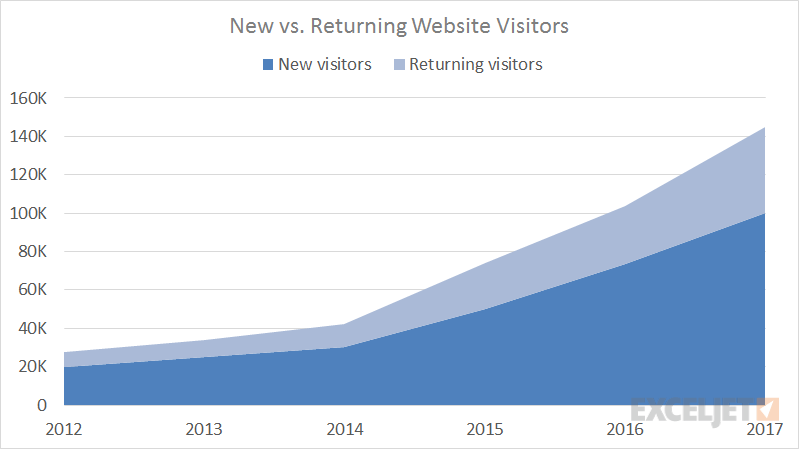 New vs. Returning Website Visitors
New visitors Returning visitors
160K
140K
120K
100K
80K
60K
40K
20K
0
2012 2013 2014 2015 2016 2017
EXCELJET